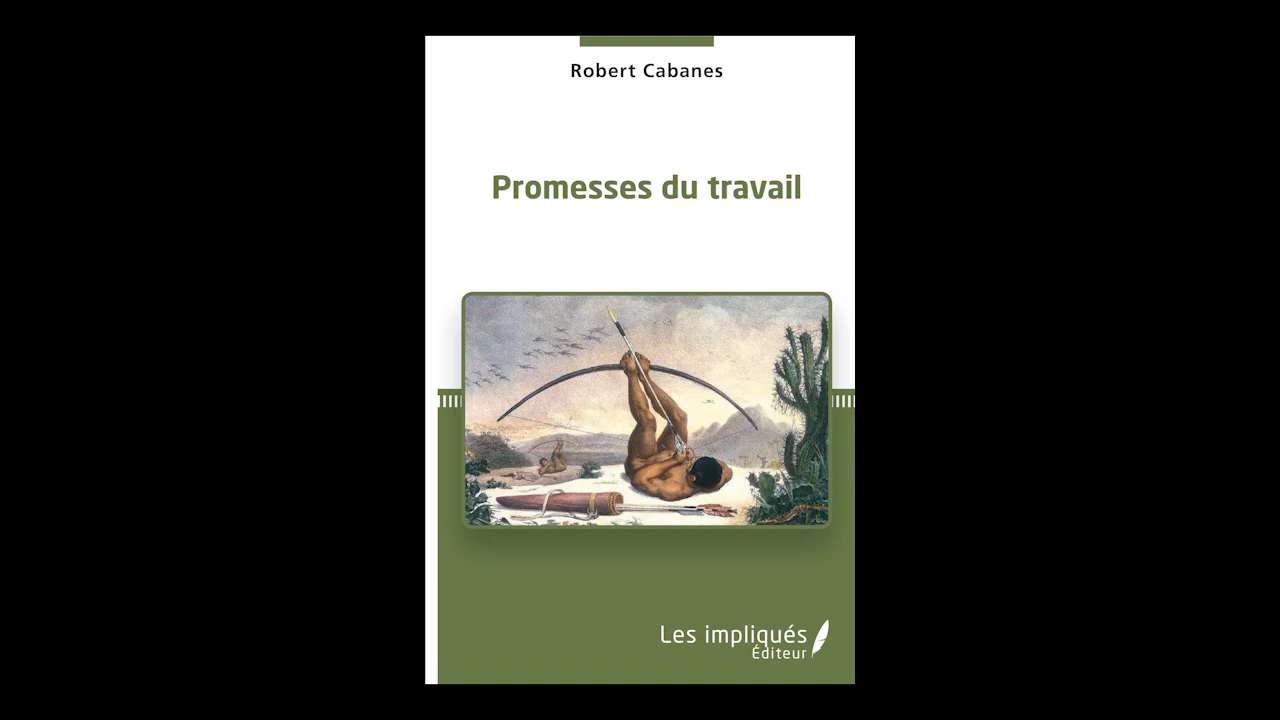 Robert Cabanes
Promesses du travail
Les impliqués
Éditeur